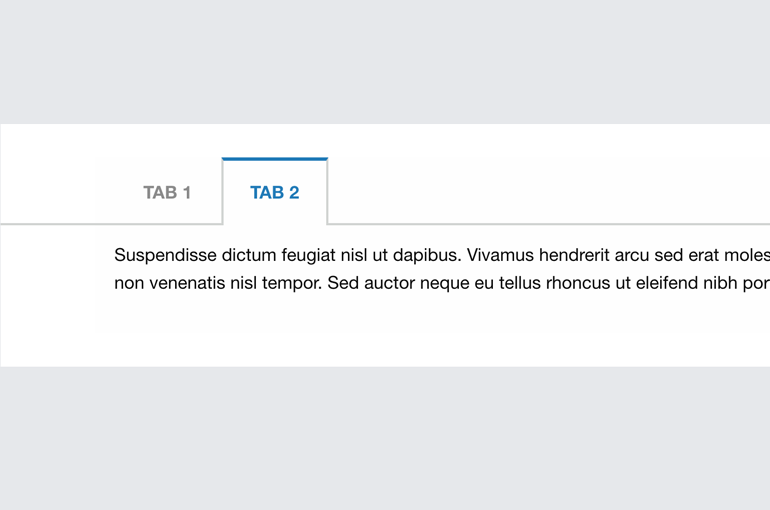 TAB 1 TAB 2
Suspendisse dictum feugiat nisl ut dapibus. Vivamus hendrerit arcu sed erat moles
non venenatis nisl tempor. Sed auctor neque eu tellus rhoncus ut eleifend nibh por